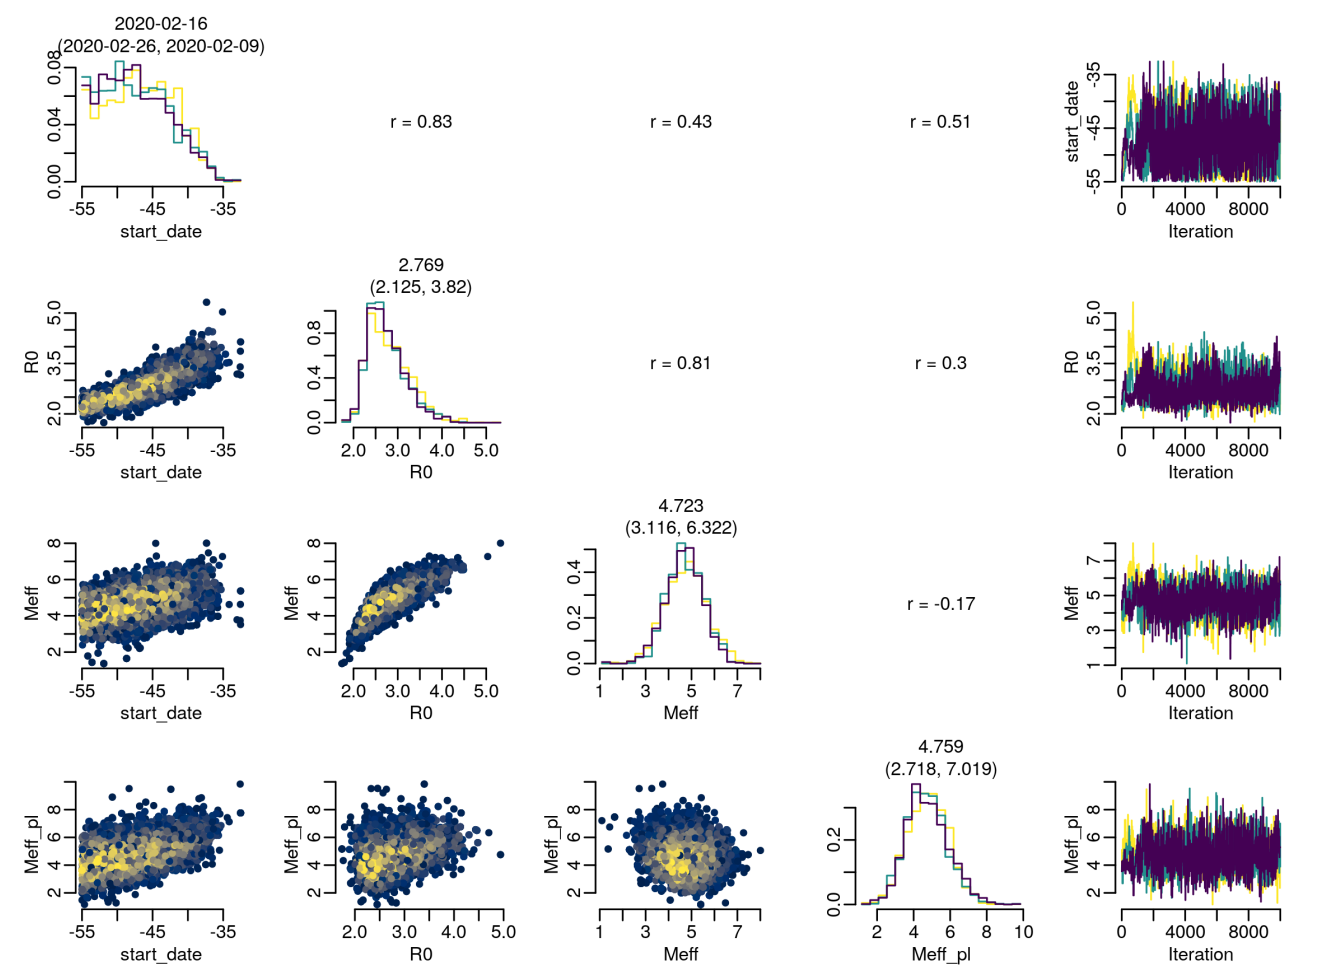 2020-02-16
(2020-02-26, 2020-02-09)
0.00 0.04 0.08
-55 -45 -35
start_date
r = 0.83
r = 0.43
r = 0.51
start_date
-55 -45 -35
0 4000 8000
Iteration
R0
2.0 3.5 5.0
-55 -45 -35
start_date
2.769
(2.125, 3.82)
0.0 0.4 0.8
2.0 3.0 4.0 5.0
R0
r = 0.81
r = 0.3
R0
2.0 3.5 5.0
0 4000 8000
Iteration
Meff
2 4 6 8
-55 -45 -35
start_date
Meff
2 4 6 8
2.0 3.0 4.0 5.0
R0
4.723
(3.116, 6.322)
0.0 0.2 0.4
1 3 5 7
Meff
r = -0.17
Meff
1 3 5 7
0 4000 8000
Iteration
Meff_pl
2 4 6 8
-55 -45 -35
start_date
Meff_pl
2 4 6 8
2.0 3.0 4.0 5.0
R0
Meff_pl
2 4 6 8
1 3 5 7
Meff
4.759
(2.718, 7.019)
0.0 0.2
2 4 6 8 10
Meff_pl
Meff_pl
2 4 6 8
0 4000 8000
Iteration